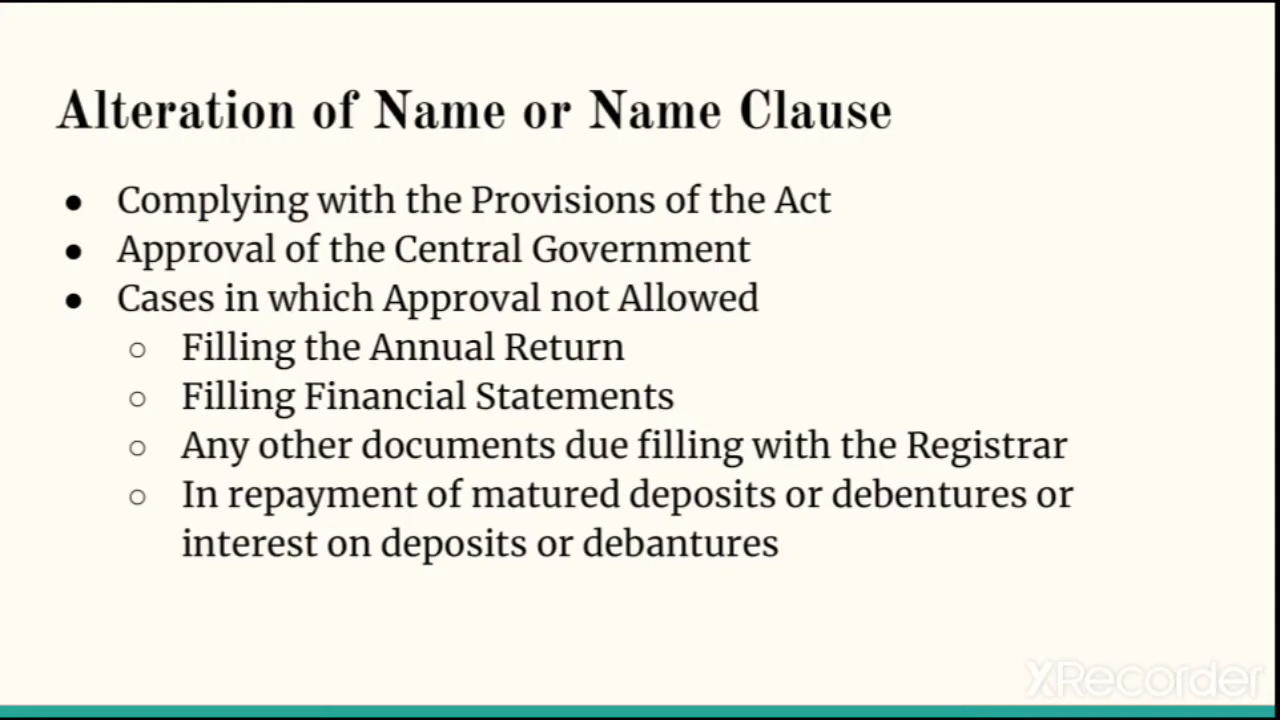 Alteration of Name or Name Clause
● Complying with the Provisions of the Act
● Approval of the Central Government
● Cases in which Approval not Allowed
○ Filling the Annual Return
○ Filling Financial Statements
○ Any other documents due filling with the Registrar
○ In repayment of matured deposits or debentures or
interest on deposits or debantures
XRecorder